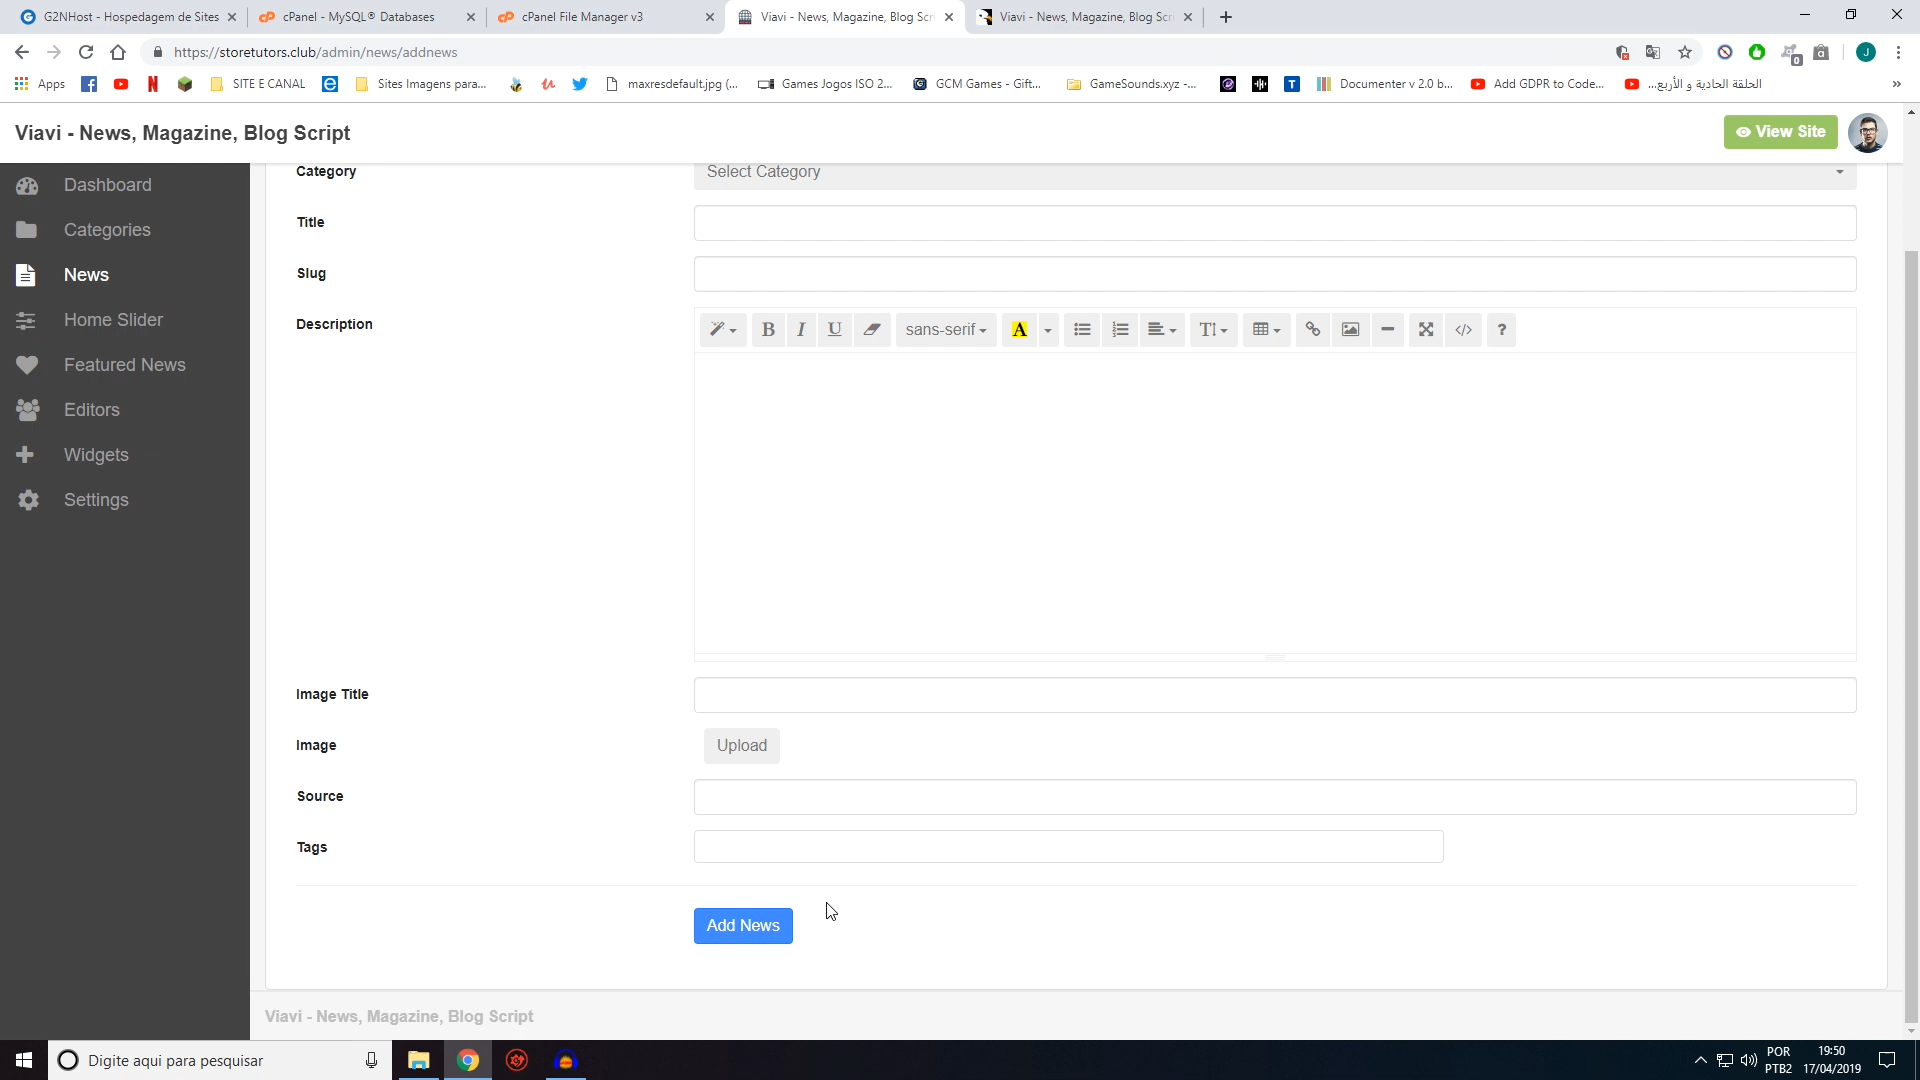 G2NHost - Hospedagem de Sites
cPanel - MySQL® Databases
cPanel File Manager v3
Viavi - News, Magazine, Blog Scr
Viavi - News, Magazine, Blog Scr
https://storetutors.club/admin/news/addnews
Apps
SITE E CANAL
Sites Imagens para...
maxresdefault.jpg (...
Games Jogos ISO 2...
GCM Games - Gift...
GameSounds.xyz -...
Documenter v 2.0 b...
Add GDPR to Code...
الحلقة الحادية و الأربع...
Viavi - News, Magazine, Blog Script
View Site
Dashboard
Categories
News
Home Slider
Featured News
Editors
Widgets
Settings
Category
Select Category
Title
Slug
Description
B I U sans-serif A
Image Title
Image
Upload
Source
Tags
Add News
Viavi - News, Magazine, Blog Script
Digite aqui para pesquisar
POR
PTB2
19:50
17/04/2019